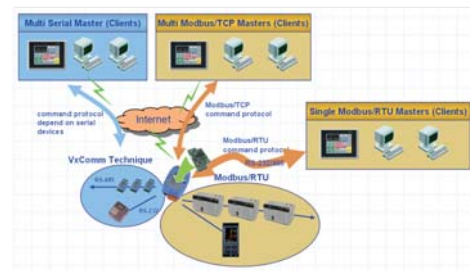 Multi Serial Master (Clients)
Multi Modbus/TCP Masters (Clients)
command protocol
depend on serial
devices
Internet
Modbus/TCP
command protocol
Single Modbus/RTU Masters (Clients)
Modbus/RTU
command protocol
VxComm Technique
RS-485
RS-232
Modbus/RTU